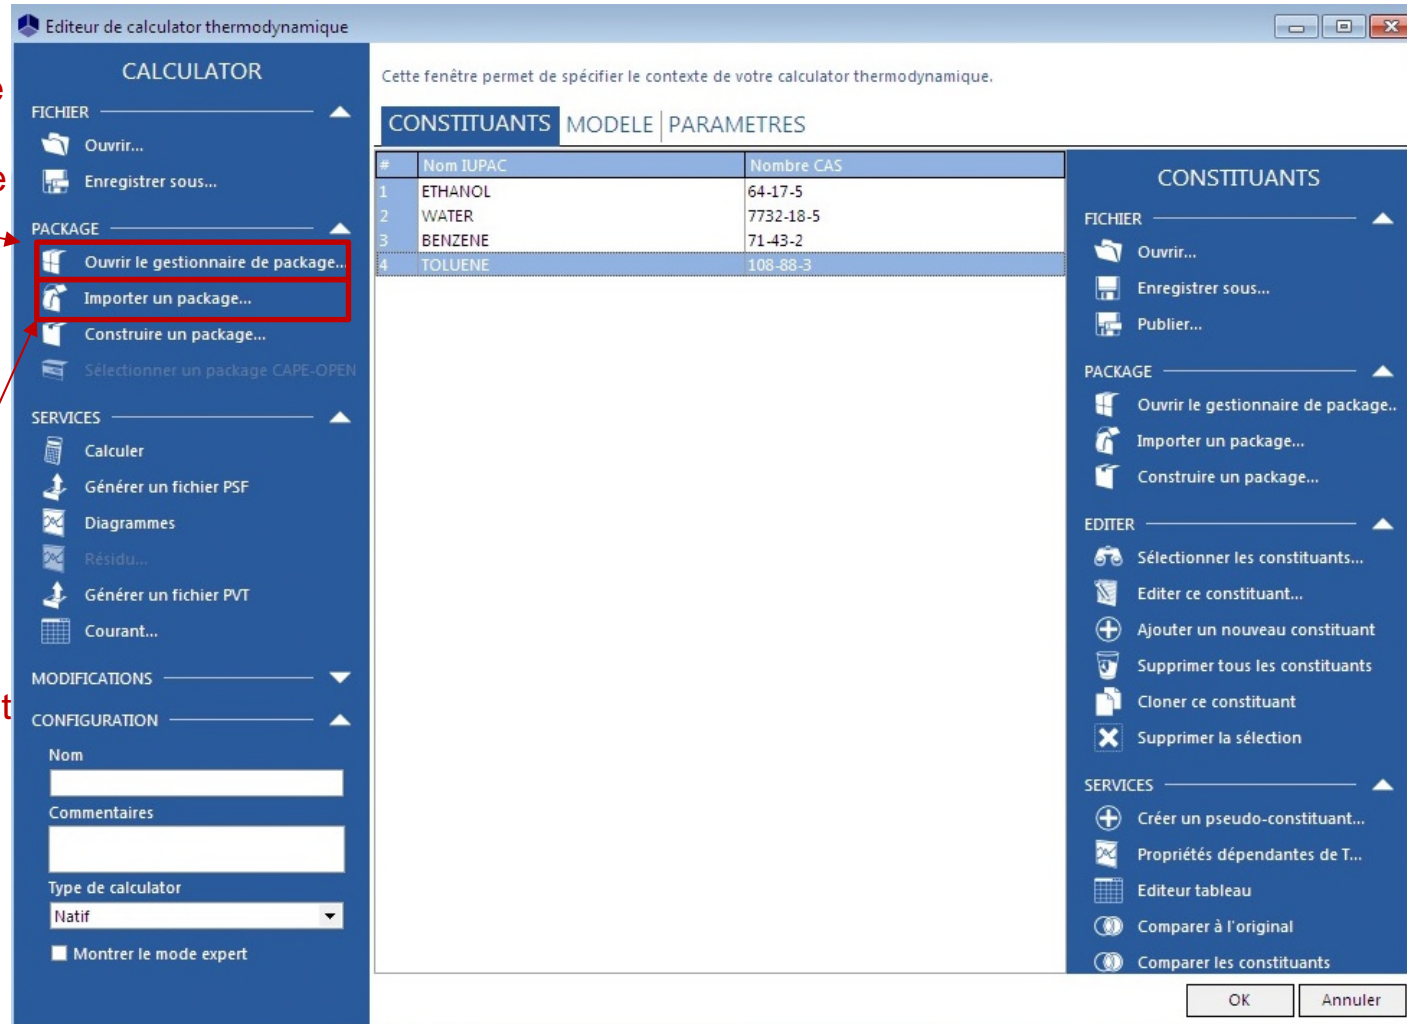 Editeur de calculator thermodynamique
CALCULATOR
FICHIER
Ouvrir...
Enregistrer sous...
PACKAGE
Ouvrir le gestionnaire de package...
Importer un package...
Construire un package...
Sélectionner un package CAPE-OPEN
SERVICES
Calculer
Générer un fichier PSF
Diagrammes
Résidu...
Générer un fichier PVT
Courant...
MODIFICATIONS
CONFIGURATION
Nom
Commentaires
Type de calculator
Natif
Montrer le mode expert
e
e
t
Cette fenêtre permet de spécifier le contexte de votre calculator thermodynamique.
CONSTITUANTS MODELE PARAMETRES
# Nom IUPAC Nombre CAS
1 ETHANOL 64-17-5
2 WATER 7732-18-5
3 BENZENE 71-43-2
4 TOLUENE 108-88-3
CONSTITUANTS
FICHIER
Ouvrir...
Enregistrer sous...
Publier...
PACKAGE
Ouvrir le gestionnaire de package..
Importer un package...
Construire un package...
EDITER
Sélectionner les constituants...
Editer ce constituant...
Ajouter un nouveau constituant
Supprimer tous les constituants
Cloner ce constituant
Supprimer la sélection
SERVICES
Créer un pseudo-constituant...
Propriétés dépendantes de T...
Editeur tableau
Comparer à l'original
Comparer les constituants
OK Annuler